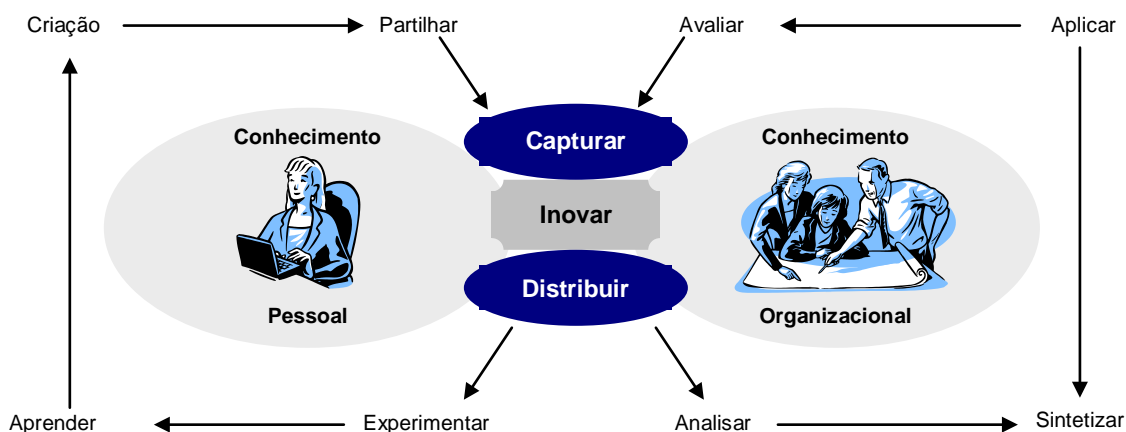 Criação
Partilhar
Avaliar
Aplicar
Conhecimento
Capturar
Conhecimento
Inovar
Distribuir
Pessoal
Organizacional
Aprender
Experimentar
Analisar
Sintetizar